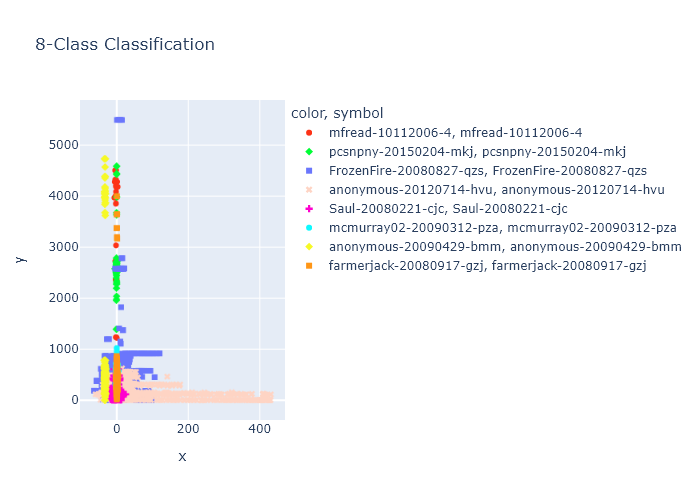 8-Class Classification
color, symbol
mfread-10112006-4, mfread-10112006-4
pcsnpny-20150204-mkj, pcsnpny-20150204-mkj
FrozenFire-20080827-qzs, FrozenFire-20080827-qzs
anonymous-20120714-hvu, anonymous-20120714-hvu
Saul-20080221-cjc, Saul-20080221-cjc
mcmurray02-20090312-pza, mcmurray02-20090312-pza
anonymous-20090429-bmm, anonymous-20090429-bmm
farmerjack-20080917-gzj, farmerjack-20080917-gzj
5000
4000
3000
2000
1000
0
y
0 200 400
x